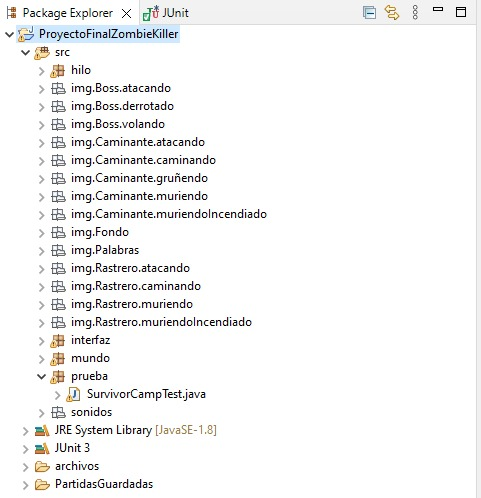 Package Explorer JUnit
ProyectoFinalZombieKiller
src
hilo
img.Boss.atacando
img.Boss.derrotado
img.Boss.volando
img.Caminante.atacando
img.Caminante.caminando
img.Caminante.gruñendo
img.Caminante.muriendo
img.Caminante.muriendoIncendiado
img.Fondo
img.Palabras
img.Rastrero.atacando
img.Rastrero.caminando
img.Rastrero.muriendo
img.Rastrero.muriendoIncendiado
interfaz
mundo
prueba
SurvivorCampTest.java
sonidos
JRE System Library [JavaSE-1.8]
JUnit 3
archivos
PartidasGuardadas